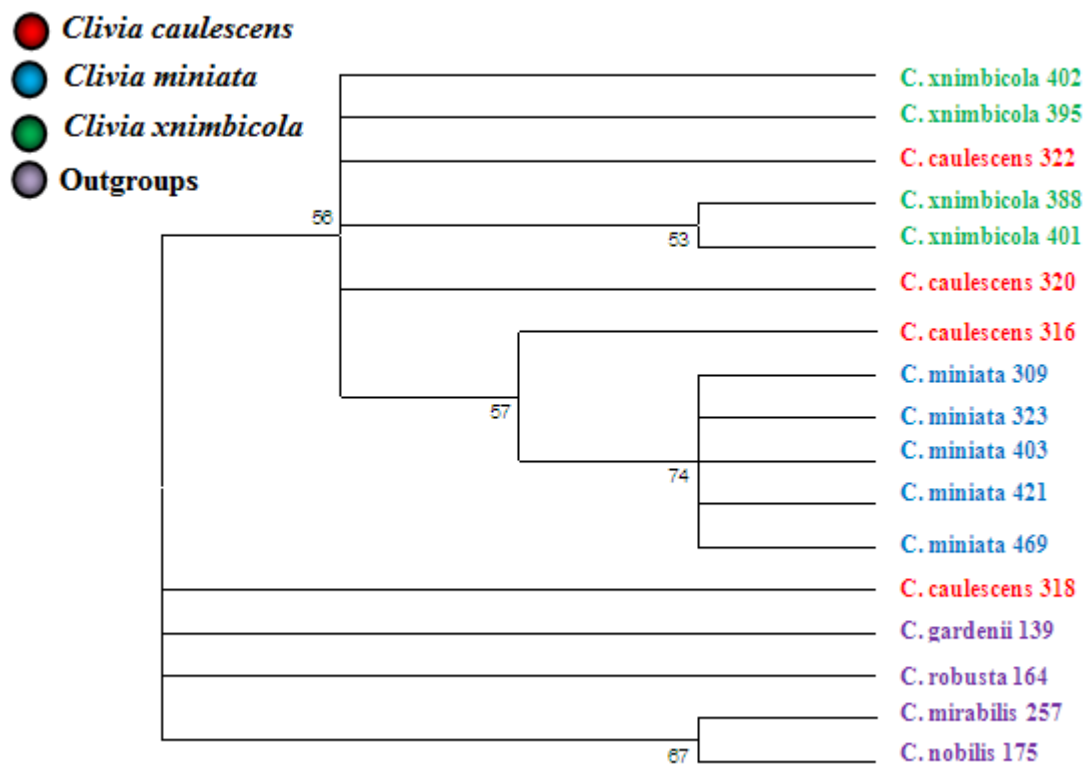 Clivia caulescens
Clivia miniata
Clivia xnimbicola
Outgroups
C. xnimbicola 402
C. xnimbicola 395
C. caulescens 322
C. xnimbicola 388
56
53
C. xnimbicola 401
C. caulescens 320
C. caulescens 316
C. miniata 309
57
C. miniata 323
C. miniata 403
74
C. miniata 421
C. miniata 469
C. caulescens 318
C. gardenii 139
C. robusta 164
C. mirabilis 257
67
C. nobilis 175